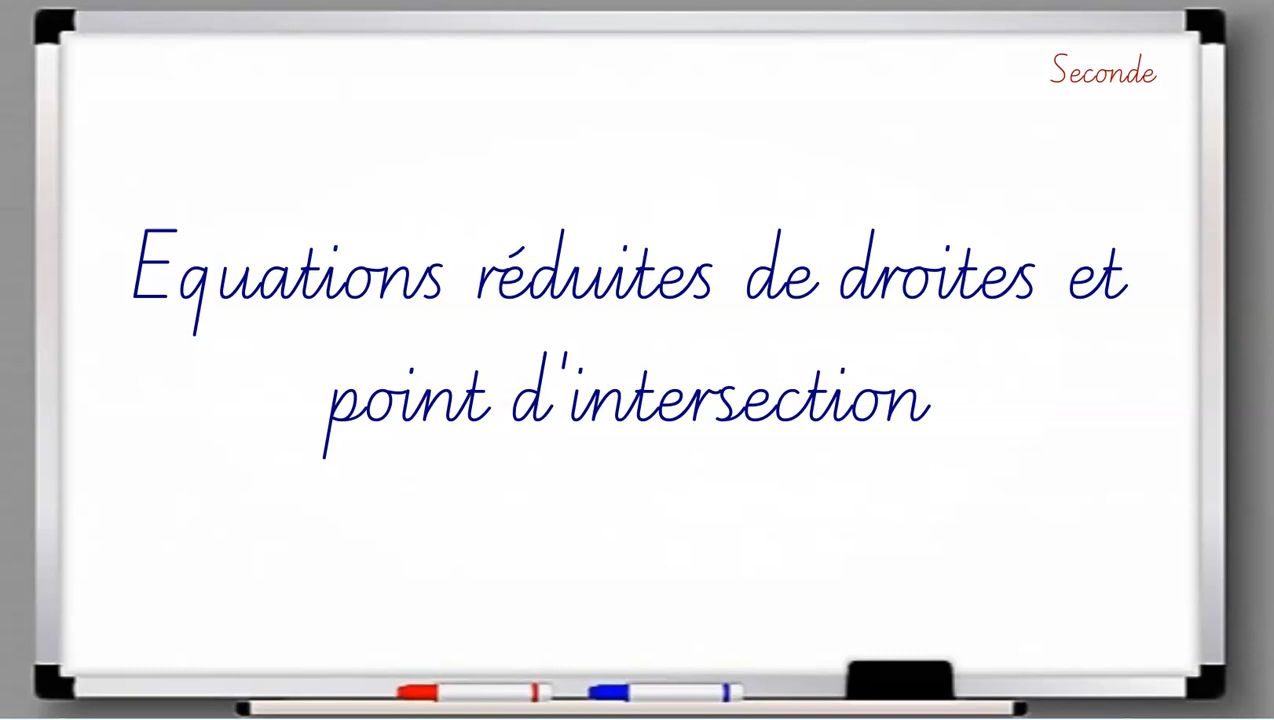 Seconde
Equations réduites de droites et
point d'intersection